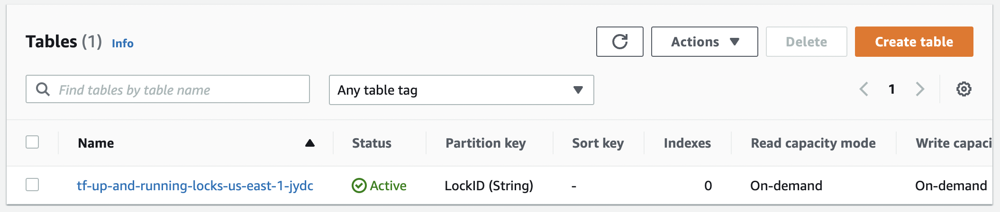 Tables (1) Info
Actions
Delete
Create table
Find tables by table name
Any table tag
1
Name Status Partition key Sort key Indexes Read capacity mode Write capaci
tf-up-and-running-locks-us-east-1-jydc Active LockID (String) - 0 On-demand On-demand